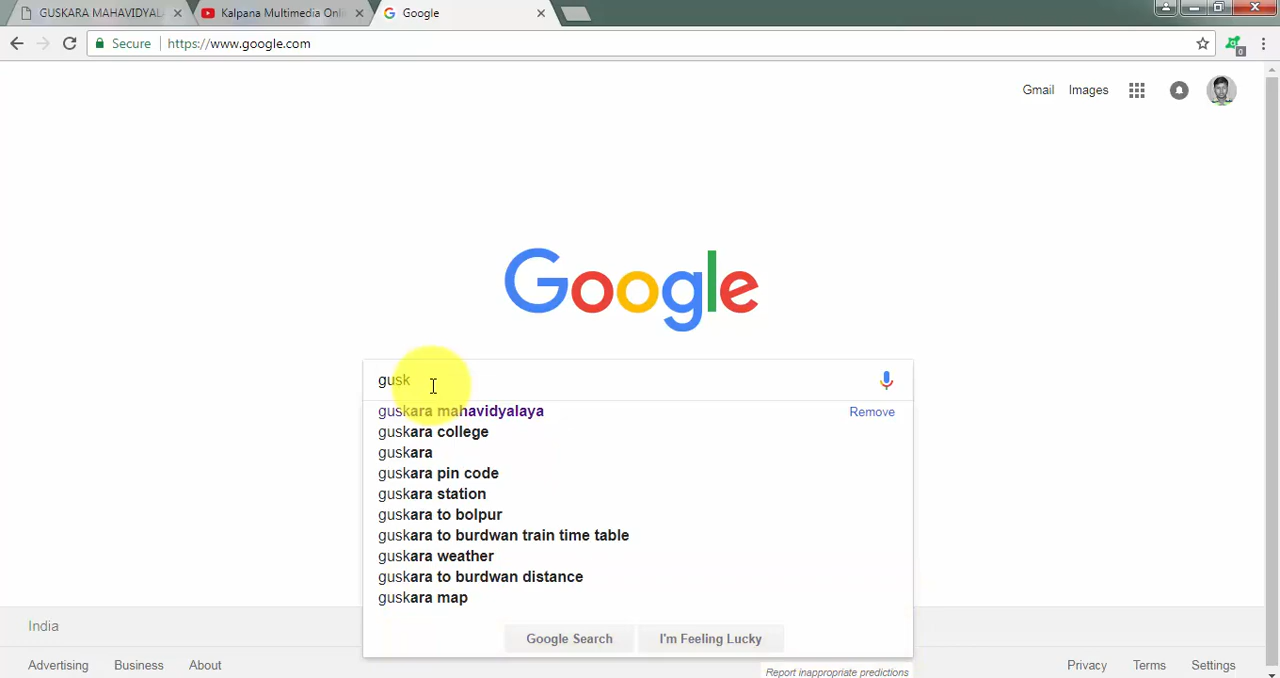 GUSKARA MAHAVIDYAL
Kalpana Multimedia Onl
Google
Secure
https://www.google.com
0
Gmail
Images
Google
gusk
guskara mahavidyalaya
Remove
guskara college
guskara
guskara pin code
guskara station
guskara to bolpur
guskara to burdwan train time table
guskara weather
guskara to burdwan distance
guskara map
Google Search
I'm Feeling Lucky
India
Advertising
Business
About
Report inappropriate predictions
Privacy
Terms
Settings